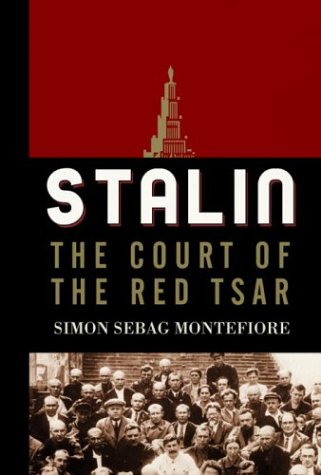 STALIN
THE COURT OF
THE RED TSAR
SIMON SEBAG MONTEFIORE